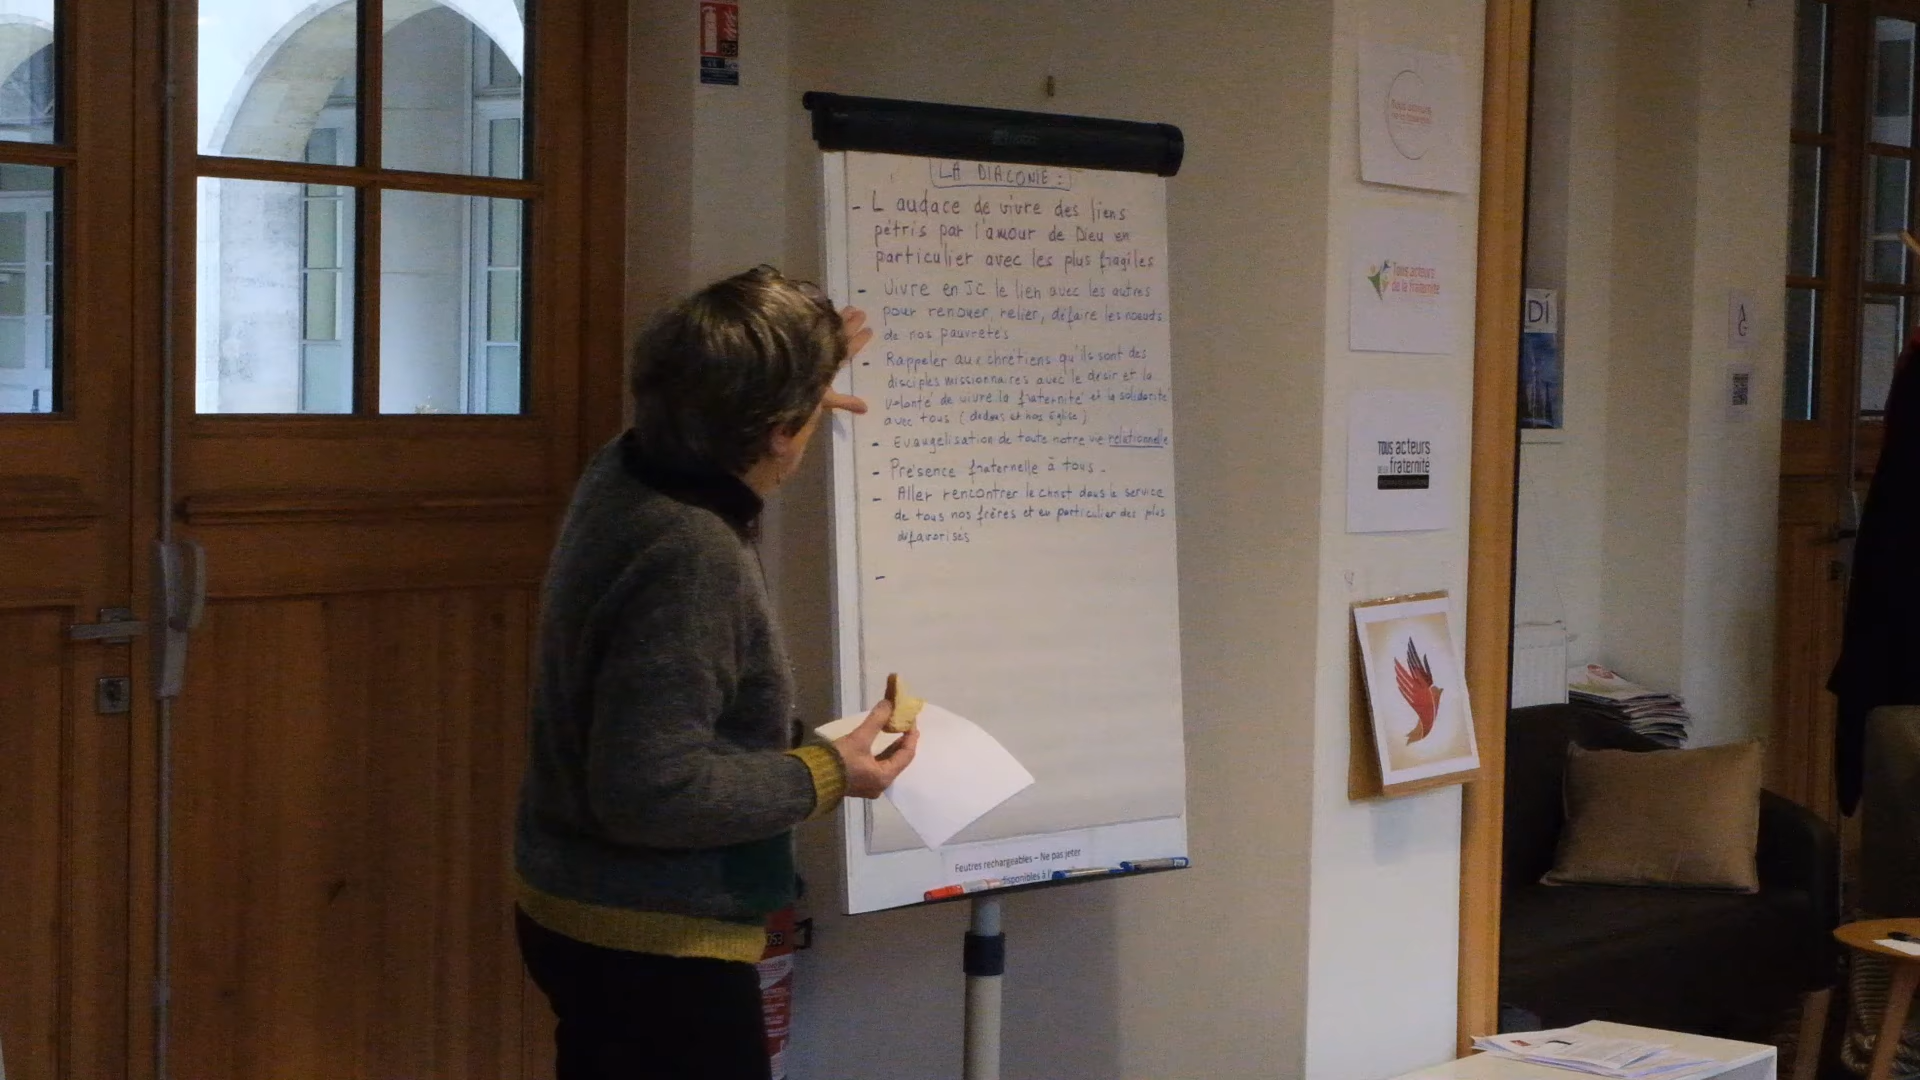 LA DIACONIE :
- L audace de vivre des liens
pétris par l'amour de Dieu en
particulier avec les plus fragiles
- Vivre en JC le lien avec les autres
pour renouer, relier, défaire les noeuds
de nos pauvretés
- Rappeler aux chrétiens qu'ils sont des
disciples missionnaires avec le désir et la
volonté de vivre la fraternité et la solidarité
avec tous ( dedans et hors Eglise )
- Evangelisation de toute notre vie relationnelle
- Présence fraternelle à tous .
- Aller rencontrer le christ dans le service
de tous nos frères et en particulier des plus
défavorisés
-
Feutres rechargeables – Ne pas jeter
disponibles à l'
Tous acteurs
de la fraternité
Tous acteurs
fraternité
DÍ